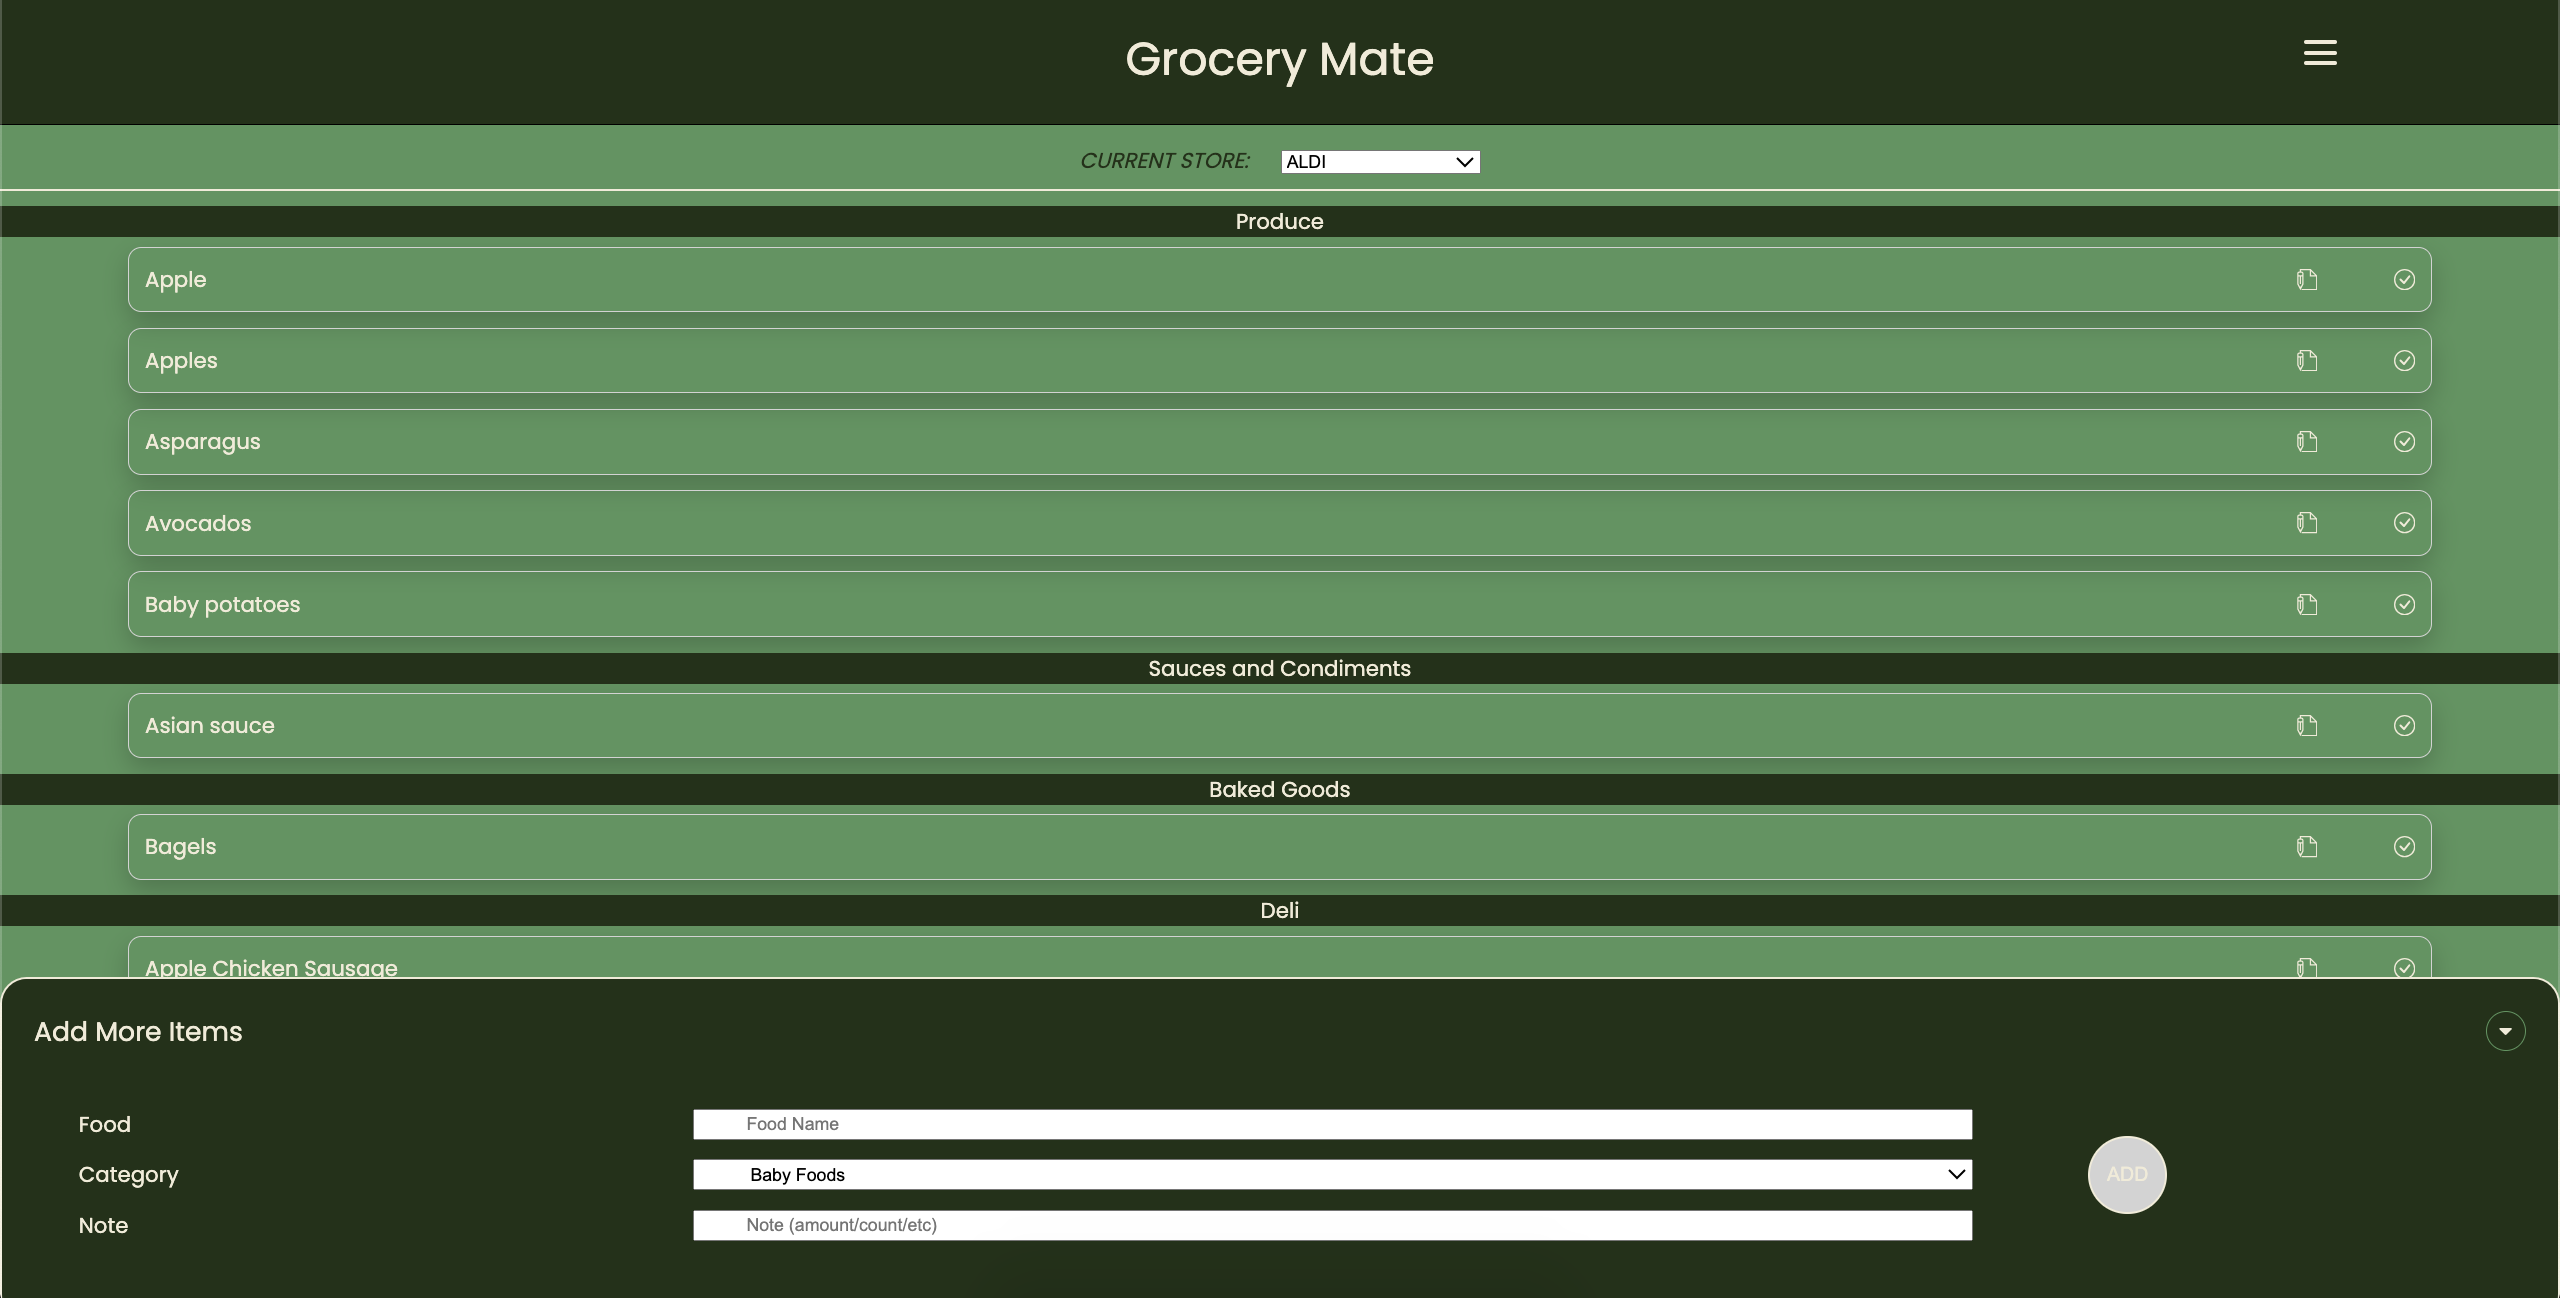 Grocery Mate
CURRENT STORE: ALDI
Produce
Apple
Apples
Asparagus
Avocados
Baby potatoes
Sauces and Condiments
Asian sauce
Baked Goods
Bagels
Deli
Apple Chicken Sausage
Add More Items
Food Food Name
Category Baby Foods
ADD
Note Note (amount/count/etc)